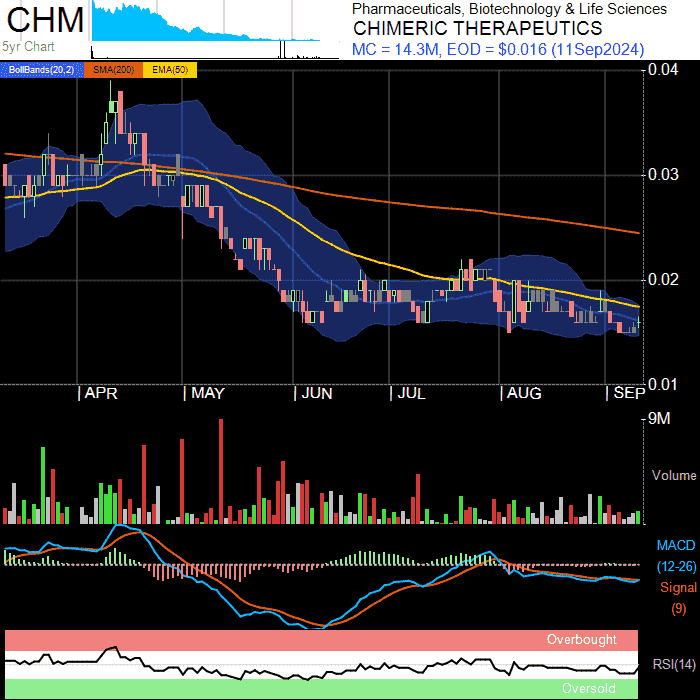 CHM
5yr Chart
Pharmaceuticals, Biotechnology & Life Sciences
CHIMERIC THERAPEUTICS
MC = 14.3M, EOD = $0.016 (11Sep2024)
BollBands(20,2) SMA(200) EMA(50)
0.04
0.03
0.02
0.01
APR MAY JUN JUL AUG SEP
9M
Volume
MACD
(12-26)
Signal
(9)
Overbought
RSI(14)
Oversold